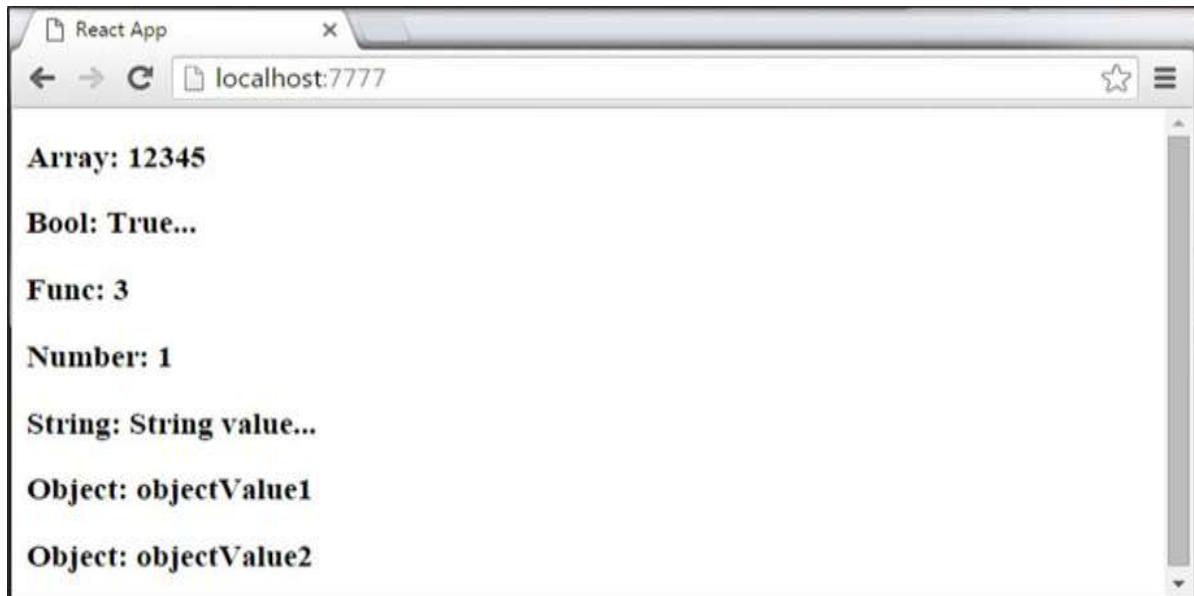 React App
localhost:7777
Array: 12345
Bool: True...
Func: 3
Number: 1
String: String value...
Object: objectValue1
Object: objectValue2